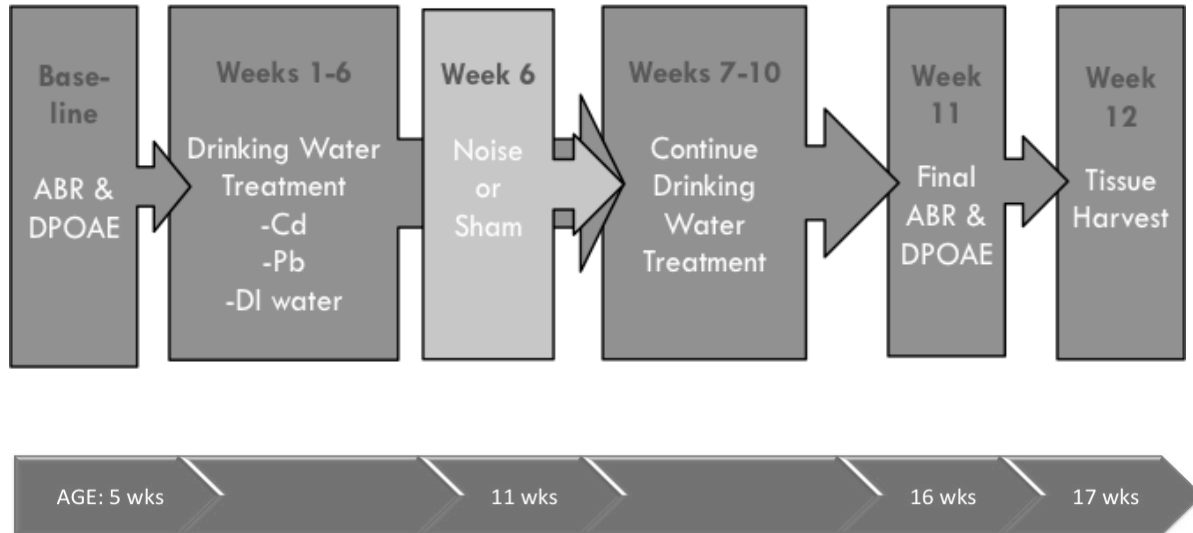 Base-
line
ABR &
DPOAE
Weeks 1-6
Drinking Water
Treatment
-Cd
-Pb
-DI water
Week 6
Noise
or
Sham
Weeks 7-10
Continue
Drinking
Water
Treatment
Week
11
Final
ABR &
DPOAE
Week
12
Tissue
Harvest
AGE: 5 wks
11 wks
16 wks
17 wks